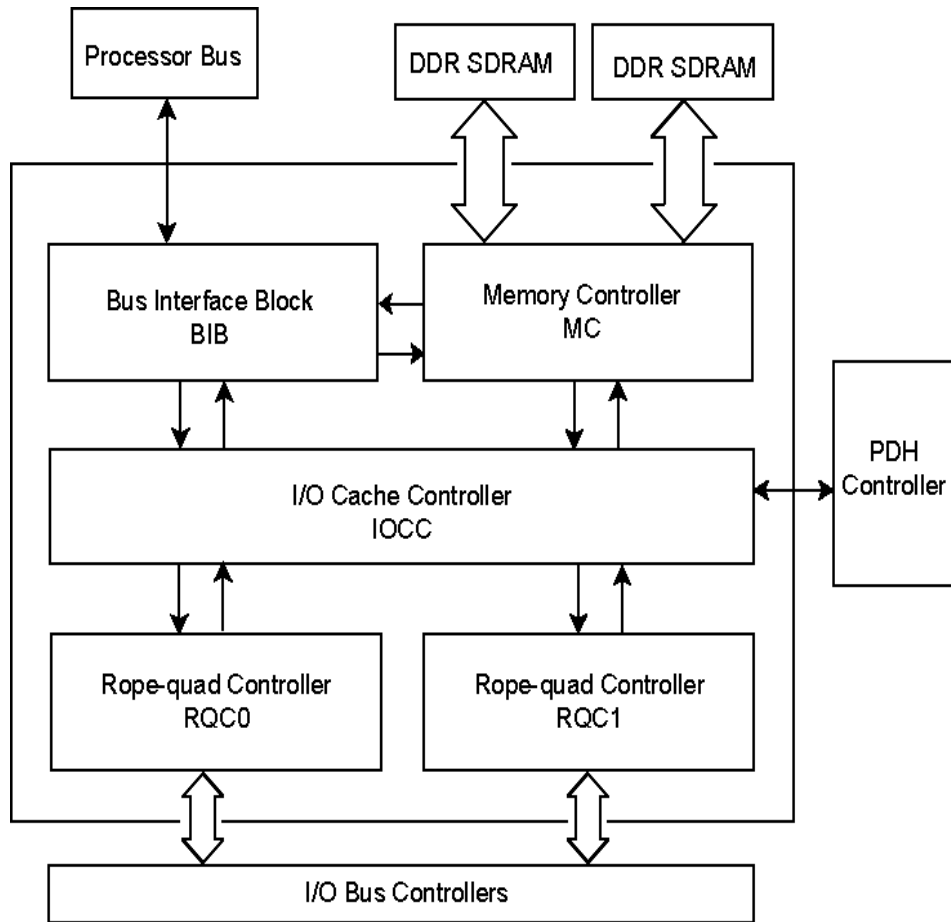 Processor Bus
DDR SDRAM
DDR SDRAM
Bus Interface Block
BIB
Memory Controller
MC
PDH
Controller
I/O Cache Controller
IOCC
Rope-quad Controller
RQC0
Rope-quad Controller
RQC1
I/O Bus Controllers